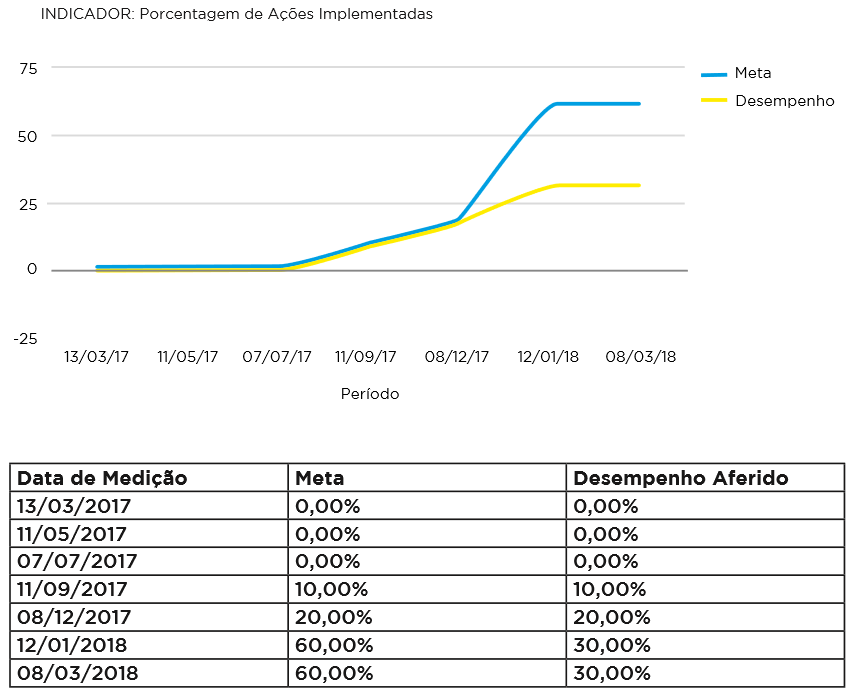 INDICADOR: Porcentagem de Ações Implementadas
75
50
25
0
-25
Meta
Desempenho
13/03/17 11/05/17 07/07/17 11/09/17 08/12/17 12/01/18 08/03/18
Período
Data de Medição Meta Desempenho Aferido
13/03/2017 0,00% 0,00%
11/05/2017 0,00% 0,00%
07/07/2017 0,00% 0,00%
11/09/2017 10,00% 10,00%
08/12/2017 20,00% 20,00%
12/01/2018 60,00% 30,00%
08/03/2018 60,00% 30,00%